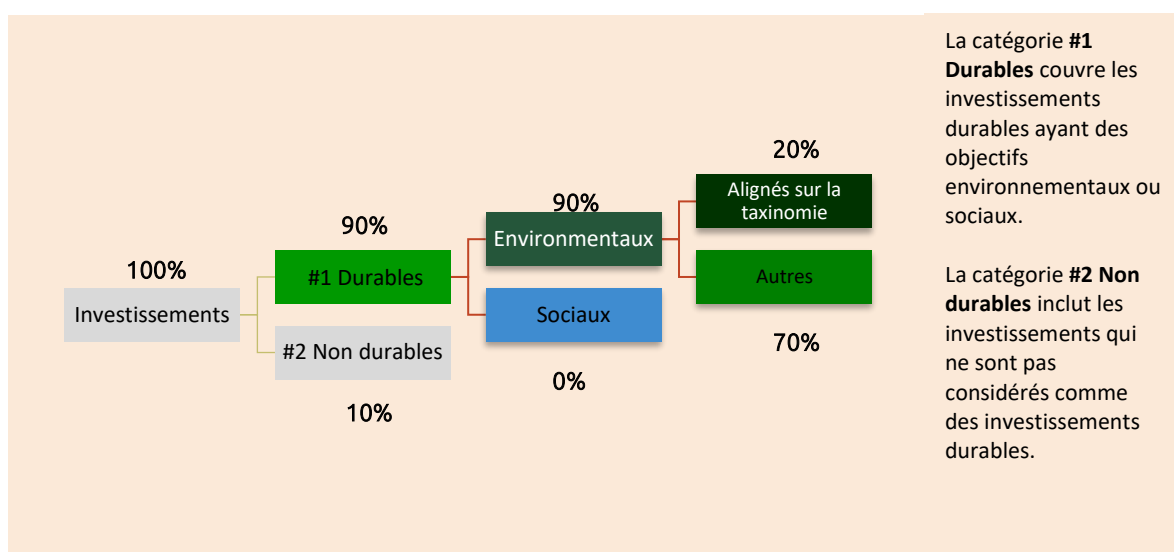 100%
Investissements
90%
#1 Durables
#2 Non durables
10%
90%
Environmentaux
Sociaux
0%
20%
Alignés sur la
taxinomie
Autres
70%
La catégorie #1
Durables couvre les
investissements
durables ayant des
objectifs
environnementaux ou
sociaux.
La catégorie #2 Non
durables inclut les
investissements qui
ne sont pas
considérés comme
des investissements
durables.